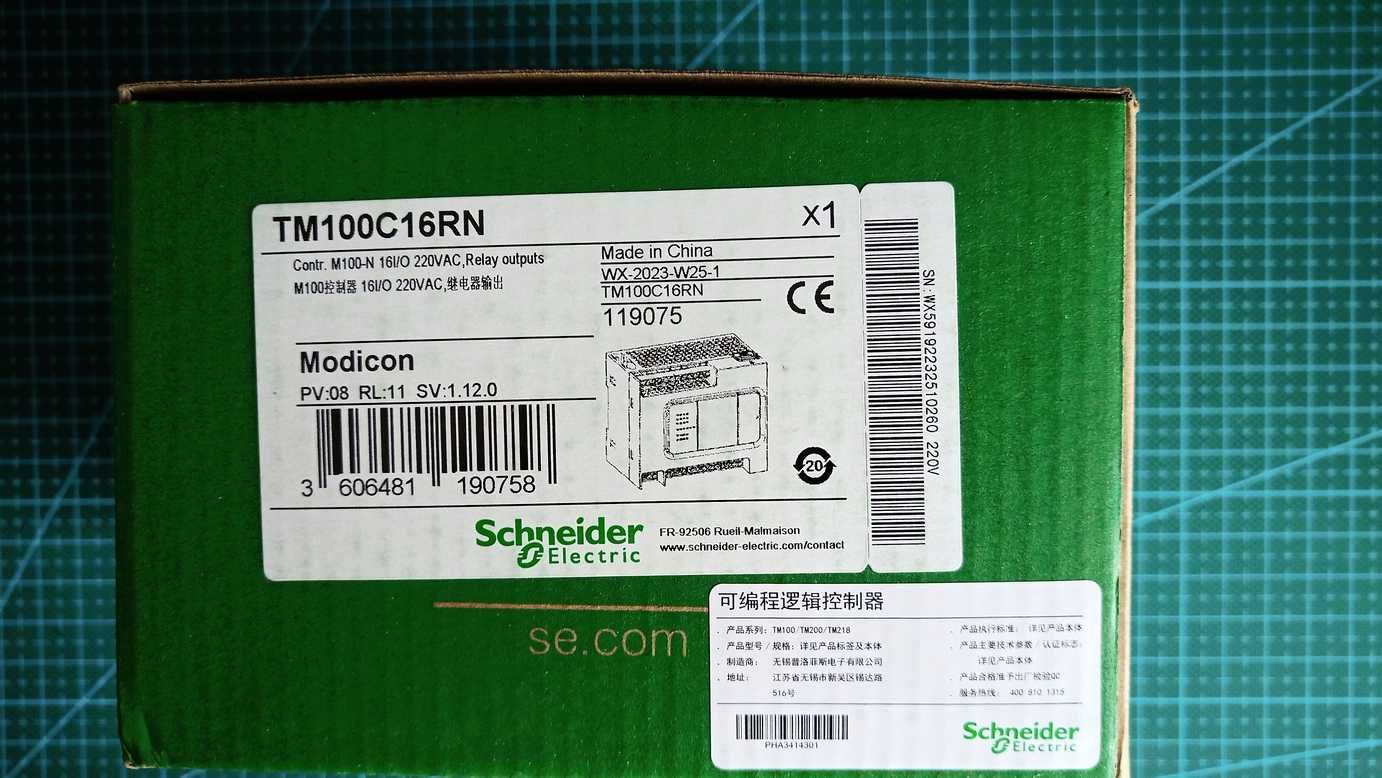 TM100C16RN
X1
Contr. M100-N 16I/O 220VAC,Relay outputs
M100控制器 16I/O 220VAC,继电器输出
Made in China
WX-2023-W25-1
TM100C16RN
119075
CE
Modicon
PV:08 RL:11 SV:1.12.0
3 606481 190758
20
Schneider
Electric
FR-92506 Rueil-Malmaison
www.schneider-electric.com/contact
SN:WX591922332510260 220V
se.com
可编程逻辑控制器
. 产品系列: TM100/TM200/TM218
. 产品型号/规格: 详见产品标签及本体
. 制造商: 无锡普洛菲斯电子有限公司
. 地址: 江苏省无锡市新吴区锡达路
516号
. 产品执行标准: 详见产品本体
. 产品主要技术参数/认证标志:
详见产品本体
. 产品合格准予出厂检验QC
. 服务热线: 400 810 1315
PHA3414301
Schneider
Electric